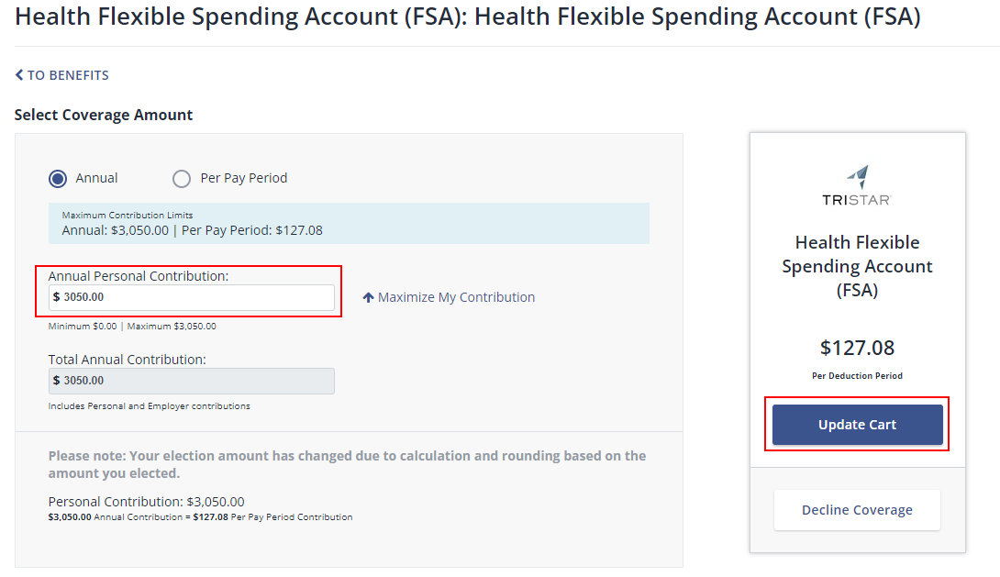 Health Flexible Spending Account (FSA): Health Flexible Spending Account (FSA)
TO BENEFITS
Select Coverage Amount
Annual
Per Pay Period
Maximum Contribution Limits
Annual: $3,050.00 | Per Pay Period: $127.08
Annual Personal Contribution:
$ 3050.00
Maximize My Contribution
Minimum $0.00 | Maximum $3,050.00
Total Annual Contribution:
$ 3050.00
Includes Personal and Employer contributions
Please note: Your election amount has changed due to calculation and rounding based on the
amount you elected.
Personal Contribution: $3,050.00
$3,050.00 Annual Contribution = $127.08 Per Pay Period Contribution
TRISTAR
Health Flexible
Spending Account
(FSA)
$127.08
Per Deduction Period
Update Cart
Decline Coverage